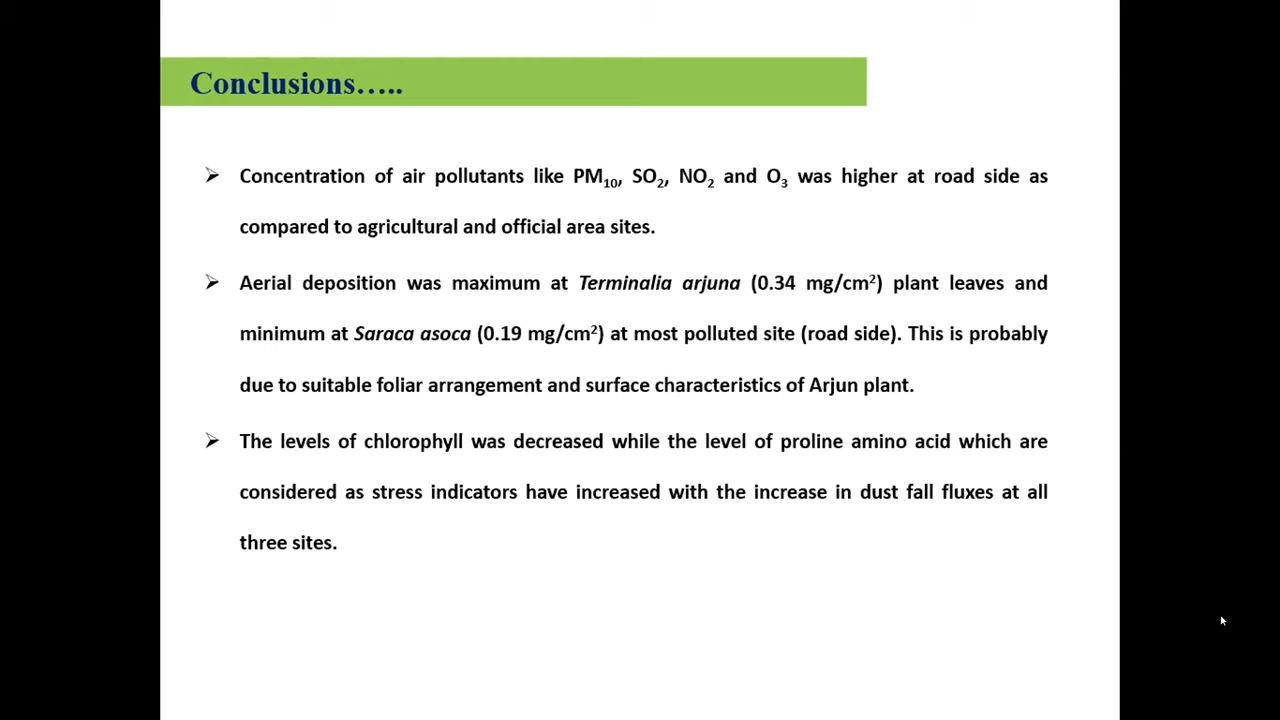 Conclusions…..
➢ Concentration of air pollutants like PM₁₀, SO₂, NO₂ and O₃ was higher at road side as
compared to agricultural and official area sites.
➢ Aerial deposition was maximum at Terminalia arjuna (0.34 mg/cm²) plant leaves and
minimum at Saraca asoca (0.19 mg/cm²) at most polluted site (road side). This is probably
due to suitable foliar arrangement and surface characteristics of Arjun plant.
➢ The levels of chlorophyll was decreased while the level of proline amino acid which are
considered as stress indicators have increased with the increase in dust fall fluxes at all
three sites.